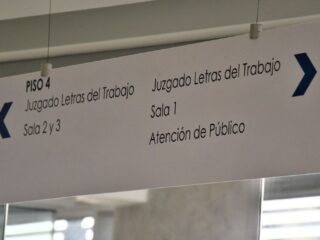 PISO 4
Juzgado Letras del Trabajo
Sala 2 y 3
Juzgado Letras del Trabajo
Sala 1
Atención de Público